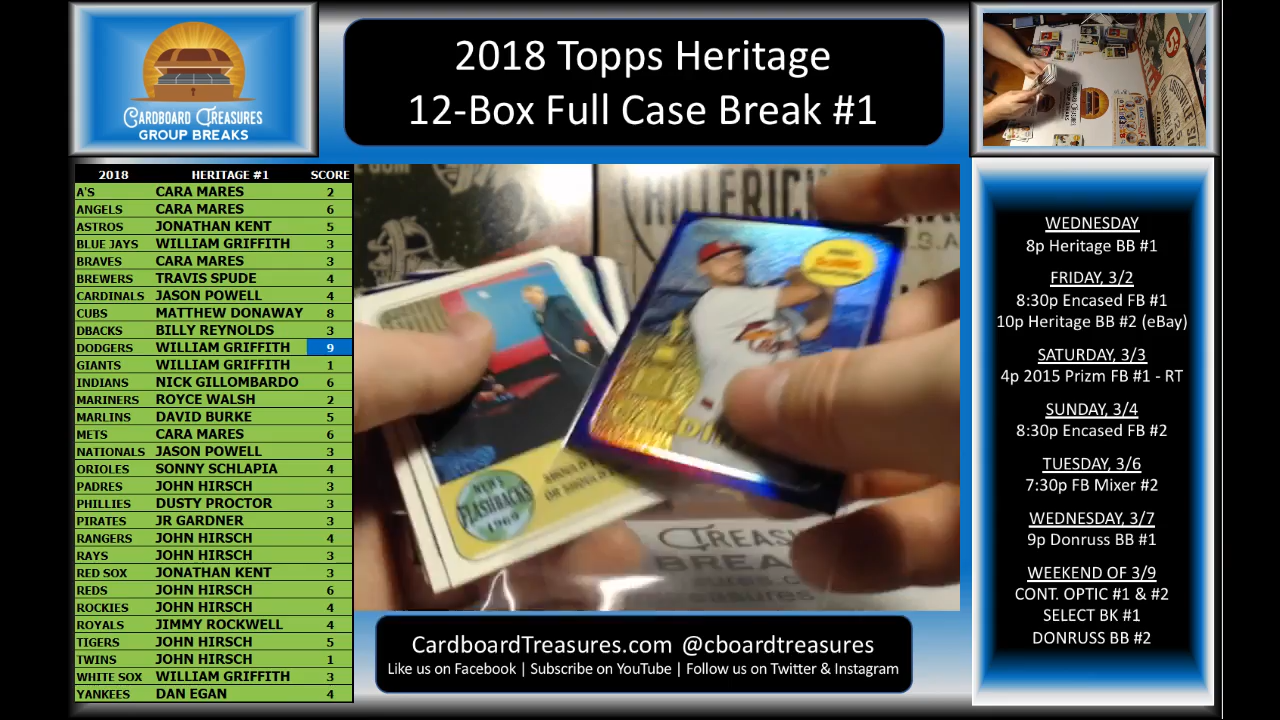 CARDBOARD TREASURES
GROUP BREAKS
2018 Topps Heritage
12-Box Full Case Break #1
2018 HERITAGE #1 SCORE
A'S CARA MARES 2
ANGELS CARA MARES 6
ASTROS JONATHAN KENT 5
BLUE JAYS WILLIAM GRIFFITH 3
BRAVES CARA MARES 3
BREWERS TRAVIS SPUDE 4
CARDINALS JASON POWELL 4
CUBS MATTHEW DONAWAY 8
DBACKS BILLY REYNOLDS 3
DODGERS WILLIAM GRIFFITH 9
GIANTS WILLIAM GRIFFITH 1
INDIANS NICK GILLOMBARDO 6
MARINERS ROYCE WALSH 2
MARLINS DAVID BURKE 5
METS CARA MARES 6
NATIONALS JASON POWELL 3
ORIOLES SONNY SCHLAPIA 4
PADRES JOHN HIRSCH 3
PHILLIES DUSTY PROCTOR 3
PIRATES JR GARDNER 3
RANGERS JOHN HIRSCH 4
RAYS JOHN HIRSCH 3
RED SOX JONATHAN KENT 3
REDS JOHN HIRSCH 6
ROCKIES JOHN HIRSCH 4
ROYALS JIMMY ROCKWELL 4
TIGERS JOHN HIRSCH 5
TWINS JOHN HIRSCH 1
WHITE SOX WILLIAM GRIFFITH 3
YANKEES DAN EGAN 4
HILLERICH
NEWS
FLASHBACKS
1969
TREASUR
BREA
CardboardTreasures.com @cboardtreasures
Like us on Facebook | Subscribe on YouTube | Follow us on Twitter & Instagram
WEDNESDAY
8p Heritage BB #1
FRIDAY, 3/2
8:30p Encased FB #1
10p Heritage BB #2 (eBay)
SATURDAY, 3/3
4p 2015 Prizm FB #1 - RT
SUNDAY, 3/4
8:30p Encased FB #2
TUESDAY, 3/6
7:30p FB Mixer #2
WEDNESDAY, 3/7
9p Donruss BB #1
WEEKEND OF 3/9
CONT. OPTIC #1 & #2
SELECT BK #1
DONRUSS BB #2